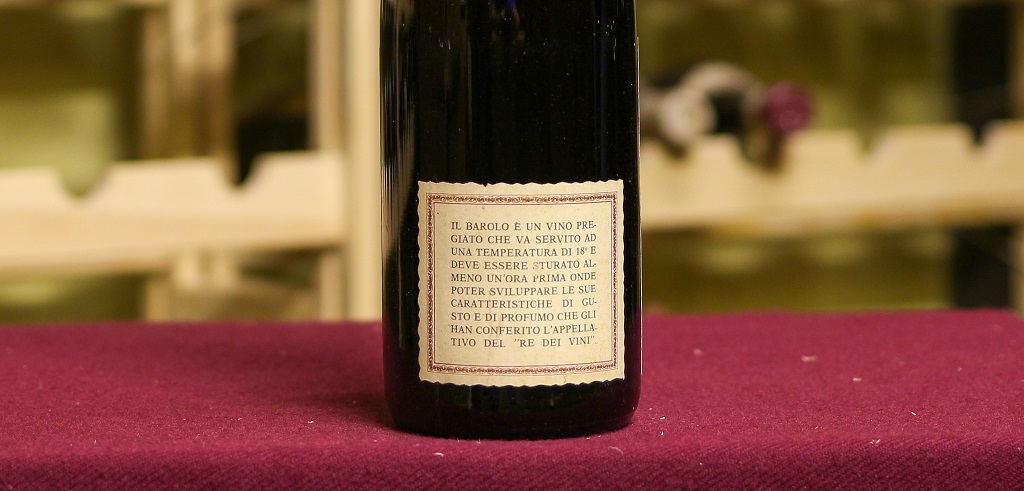 IL BAROLO È UN VINO PRE-
GIATO CHE VA SERVITO AD
UNA TEMPERATURA DI 18° E
DEVE ESSERE STURATO AL-
MENO UN'ORA PRIMA ONDE
POTER SVILUPPARE LE SUE
CARATTERISTICHE DI GU-
STO E DI PROFUMO CHE GLI
HAN CONFERITO L'APPELLA-
TIVO DEL "RE DEI VINI".